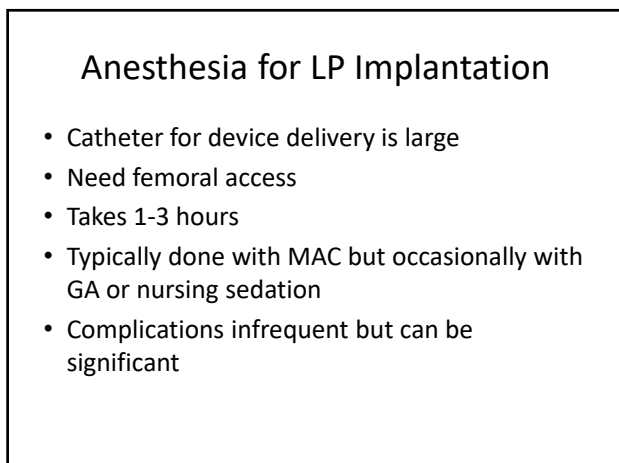 Anesthesia for LP Implantation
• Catheter for device delivery is large
• Need femoral access
• Takes 1-3 hours
• Typically done with MAC but occasionally with
GA or nursing sedation
• Complications infrequent but can be
significant